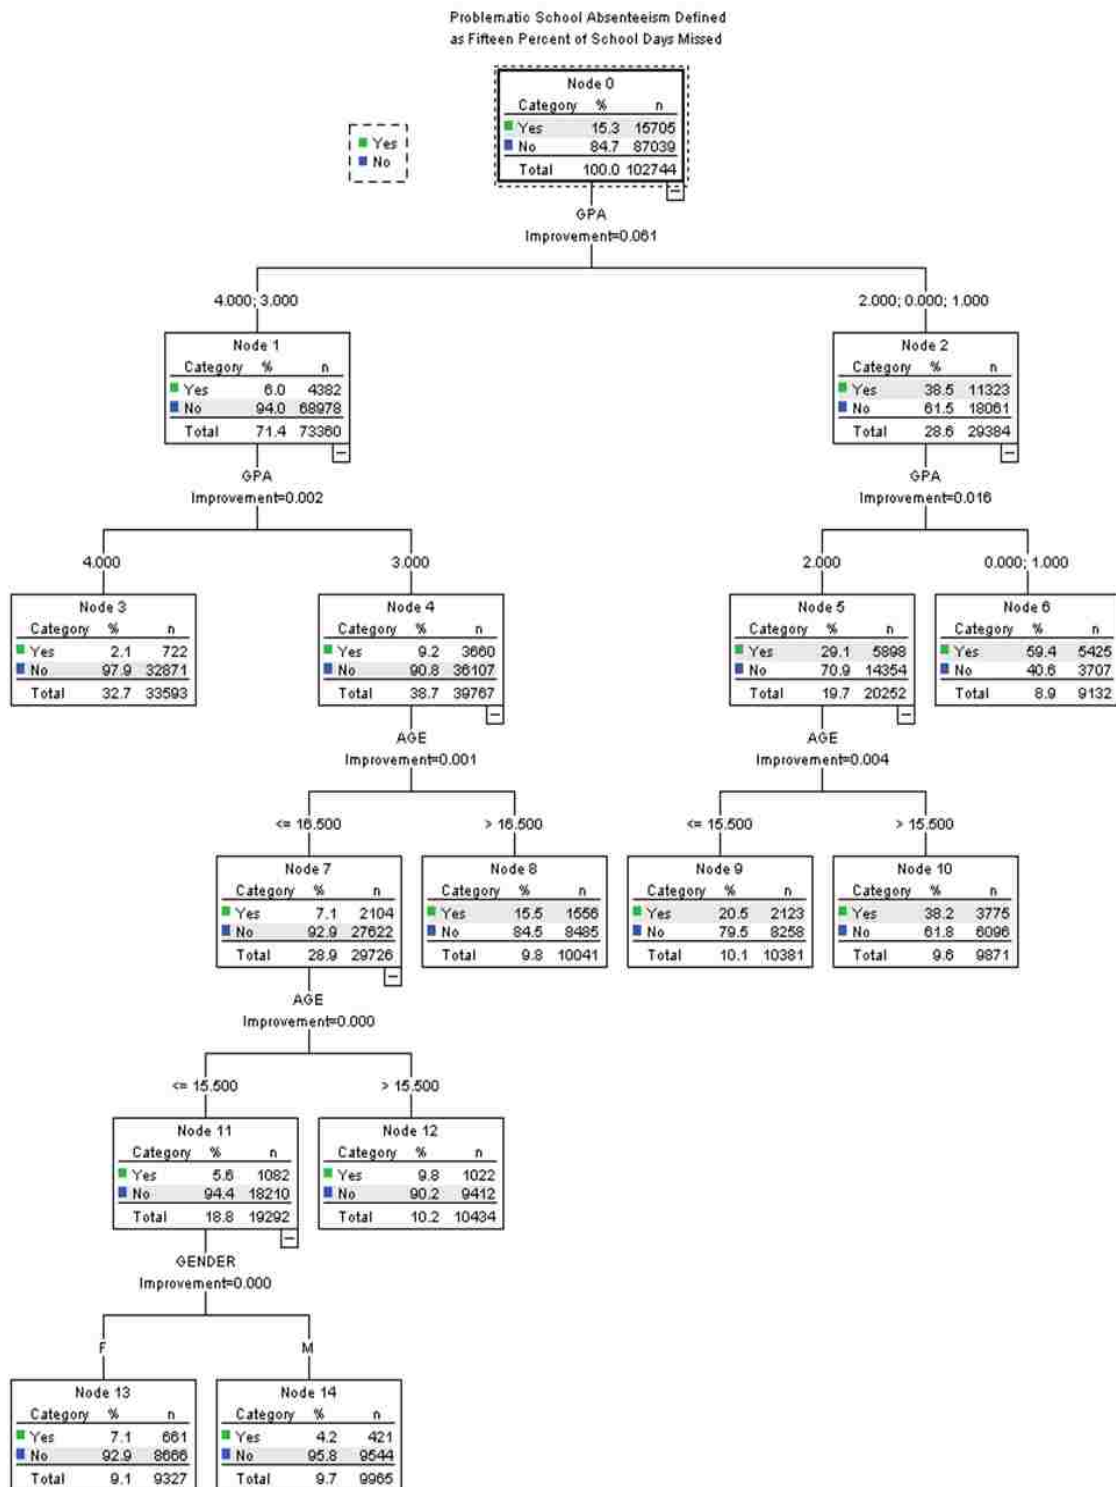 Problematic School Absenteeism Defined
as Fifteen Percent of School Days Missed
Yes
No
Node 0
Category % n
Yes 15.3 15705
No 84.7 87039
Total 100.0 102744
GPA
Improvement=0.061
4.000; 3.000
2.000; 0.000; 1.000
Node 1
Category % n
Yes 6.0 4382
No 94.0 68978
Total 71.4 73360
Node 2
Category % n
Yes 38.5 11323
No 61.5 18061
Total 28.6 29384
GPA
Improvement=0.002
GPA
Improvement=0.016
4.000
3.000
2.000
0.000; 1.000
Node 3
Category % n
Yes 2.1 722
No 97.9 32871
Total 32.7 33593
Node 4
Category % n
Yes 9.2 3660
No 90.8 36107
Total 38.7 39767
Node 5
Category % n
Yes 29.1 5898
No 70.9 14354
Total 19.7 20252
Node 6
Category % n
Yes 59.4 5425
No 40.6 3707
Total 8.9 9132
AGE
Improvement=0.001
AGE
Improvement=0.004
<= 16.500
> 16.500
<= 15.500
> 15.500
Node 7
Category % n
Yes 7.1 2104
No 92.9 27622
Total 28.9 29726
Node 8
Category % n
Yes 15.5 1556
No 84.5 8485
Total 9.8 10041
Node 9
Category % n
Yes 20.5 2123
No 79.5 8258
Total 10.1 10381
Node 10
Category % n
Yes 38.2 3775
No 61.8 6096
Total 9.6 9871
AGE
Improvement=0.000
<= 15.500
> 15.500
Node 11
Category % n
Yes 5.6 1082
No 94.4 18210
Total 18.8 19292
Node 12
Category % n
Yes 9.8 1022
No 90.2 9412
Total 10.2 10434
GENDER
Improvement=0.000
F
M
Node 13
Category % n
Yes 7.1 661
No 92.9 8666
Total 9.1 9327
Node 14
Category % n
Yes 4.2 421
No 95.8 9544
Total 9.7 9965